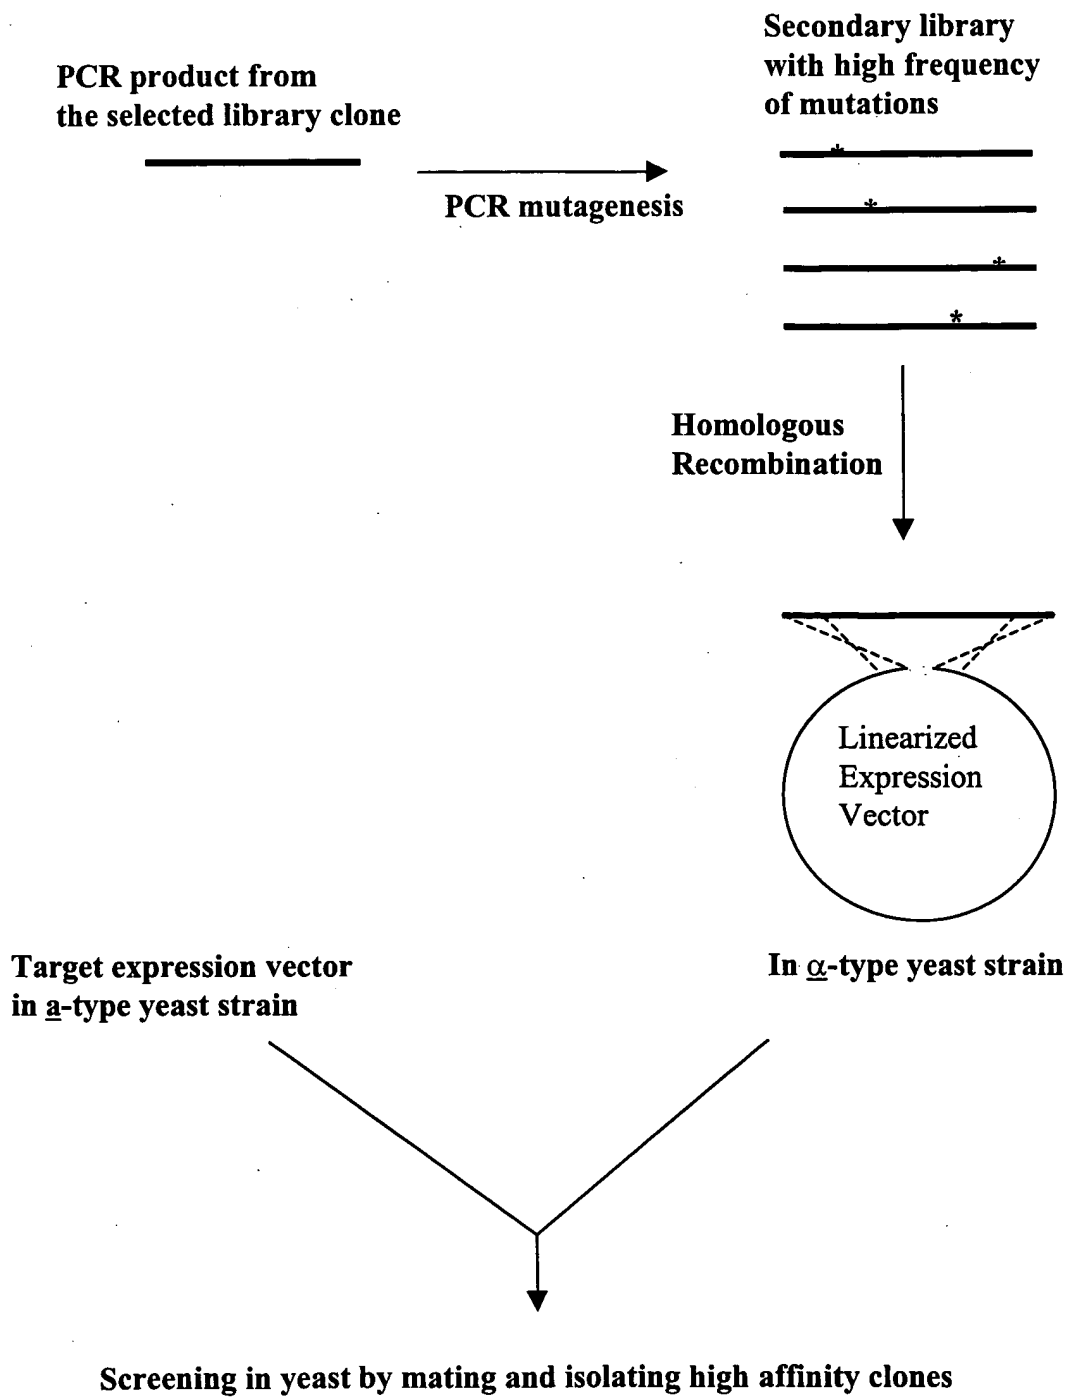 PCR product from
the selected library clone
PCR mutagenesis
Secondary library
with high frequency
of mutations
*
*
*
*
Homologous
Recombination
Linearized
Expression
Vector
Target expression vector
in a-type yeast strain
In α-type yeast strain
Screening in yeast by mating and isolating high affinity clones